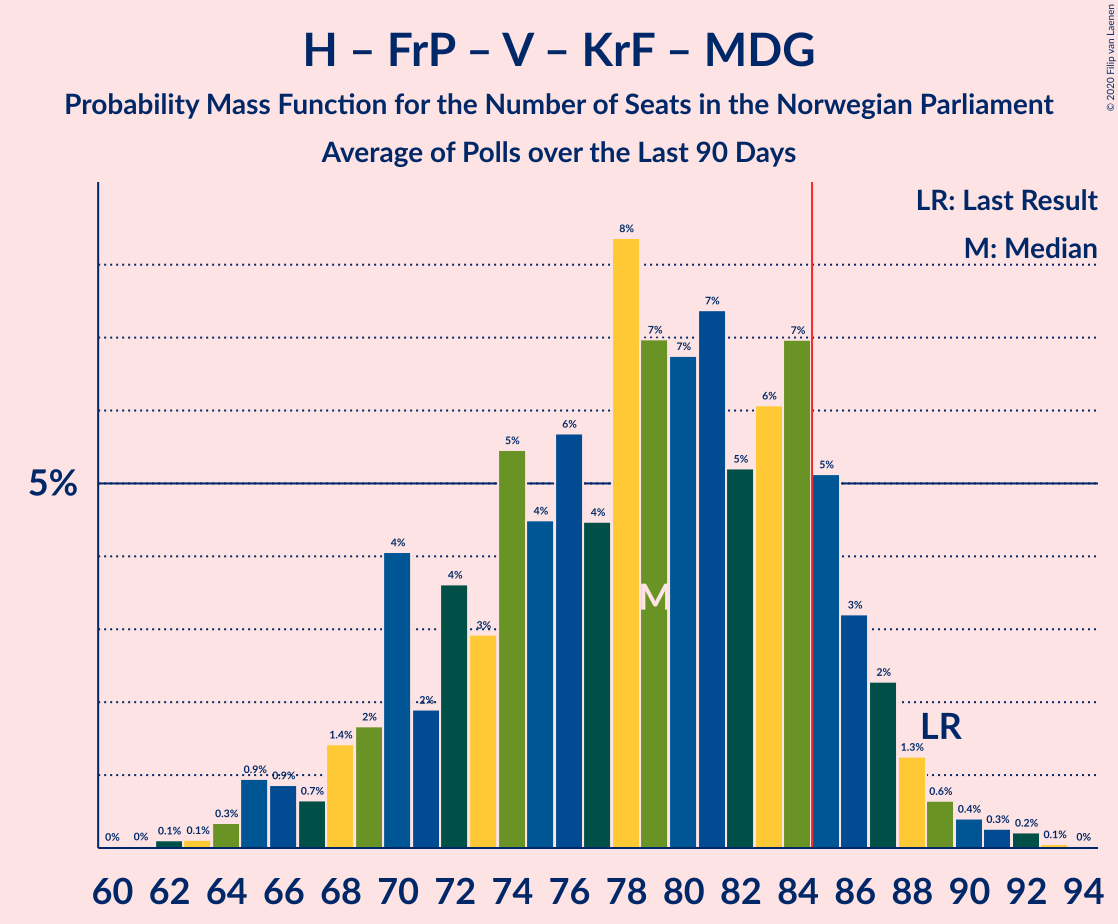 H – FrP – V – KrF – MDG
Probability Mass Function for the Number of Seats in the Norwegian Parliament
Average of Polls over the Last 90 Days
© 2020 Filip van Laenen
LR: Last Result
M: Median
5%
0% 0% 0.1% 0.1% 0.3% 0.9% 0.9% 0.7% 1.4% 2% 4% 2% 4% 3% 5% 4% 6% 4% 8% 7% 7% 7% 5% 6% 7% 5% 3% 2% 1.3% 0.6% 0.4% 0.3% 0.2% 0.1% 0%
M
LR
60 62 64 66 68 70 72 74 76 78 80 82 84 86 88 90 92 94